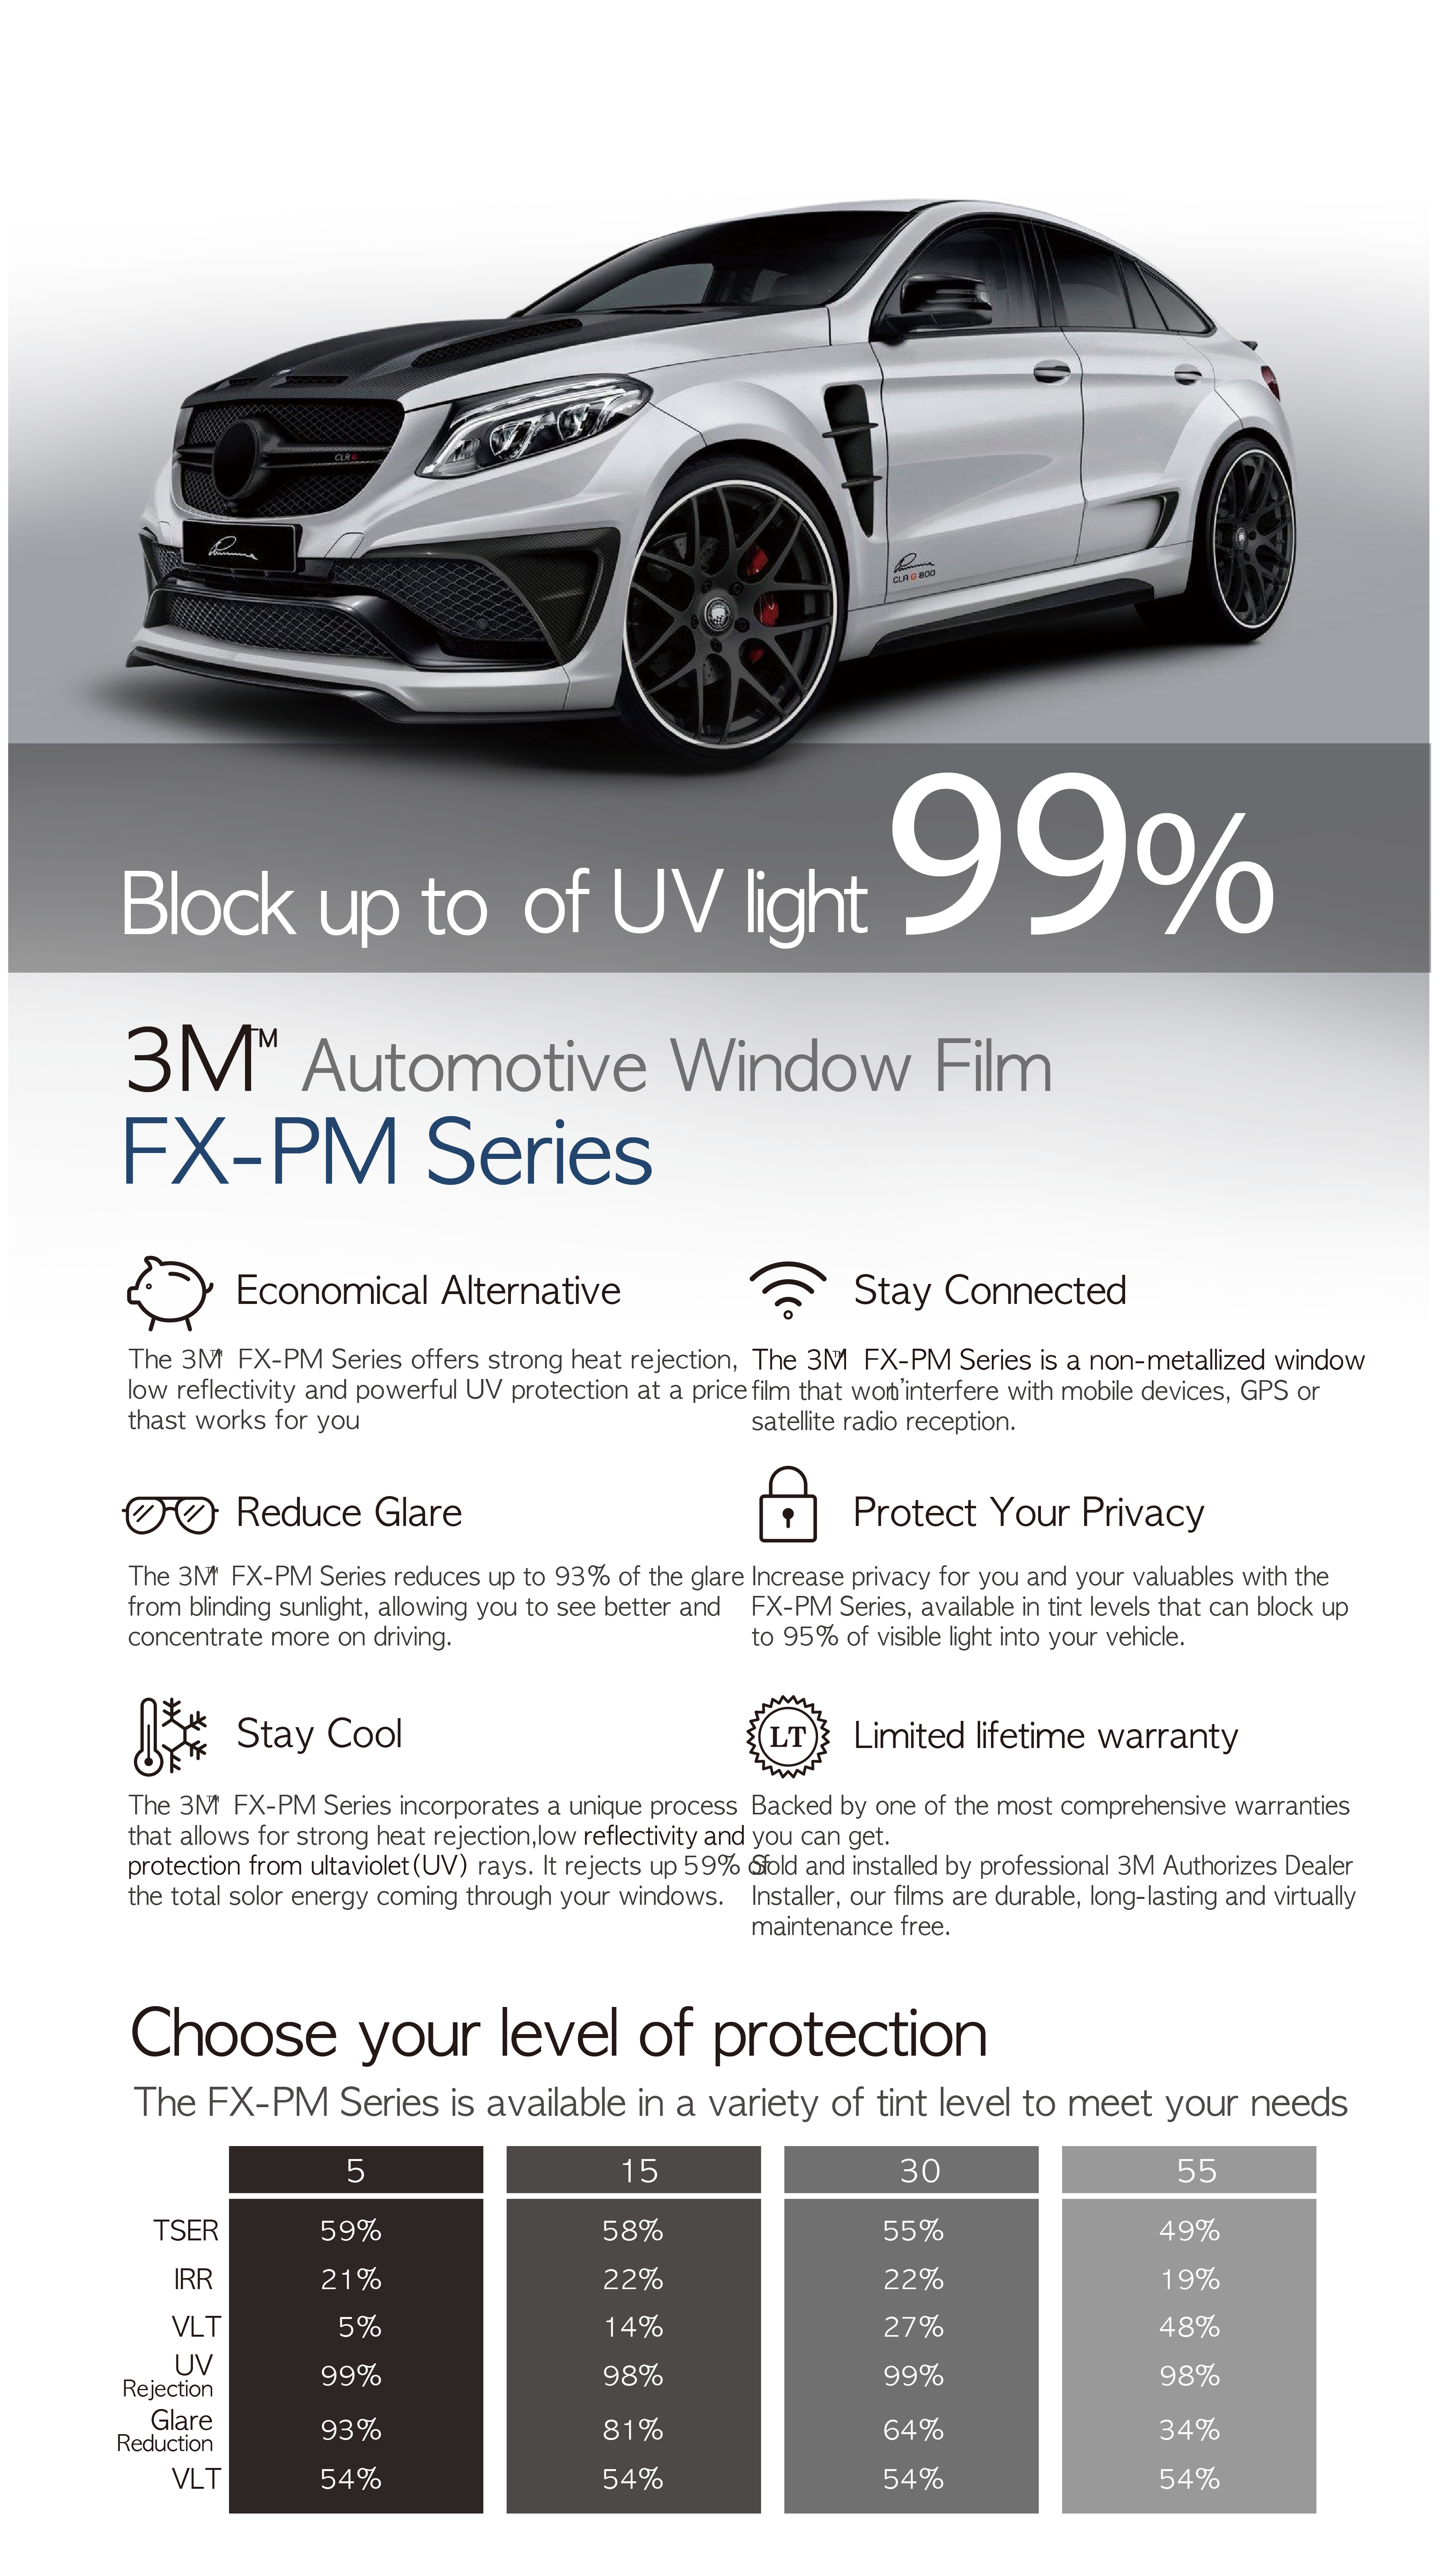 CLR G
CLR G 800
Block up to of UV light 99%
3M™ Automotive Window Film
FX-PM Series
Economical Alternative
The 3M™ FX-PM Series offers strong heat rejection,
low reflectivity and powerful UV protection at a price
thast works for you
Stay Connected
The 3M™ FX-PM Series is a non-metallized window
film that won't interfere with mobile devices, GPS or
satellite radio reception.
Reduce Glare
The 3M™ FX-PM Series reduces up to 93% of the glare
from blinding sunlight, allowing you to see better and
concentrate more on driving.
Protect Your Privacy
Increase privacy for you and your valuables with the
FX-PM Series, available in tint levels that can block up
to 95% of visible light into your vehicle.
Stay Cool
The 3M™ FX-PM Series incorporates a unique process
that allows for strong heat rejection,low reflectivity and
protection from ultaviolet(UV) rays. It rejects up 59% of
the total solor energy coming through your windows.
LT Limited lifetime warranty
Backed by one of the most comprehensive warranties
you can get.
Sold and installed by professional 3M Authorizes Dealer
Installer, our films are durable, long-lasting and virtually
maintenance free.
Choose your level of protection
The FX-PM Series is available in a variety of tint level to meet your needs
5 15 30 55
TSER 59% 58% 55% 49%
IRR 21% 22% 22% 19%
VLT 5% 14% 27% 48%
UV
Rejection 99% 98% 99% 98%
Glare
Reduction 93% 81% 64% 34%
VLT 54% 54% 54% 54%